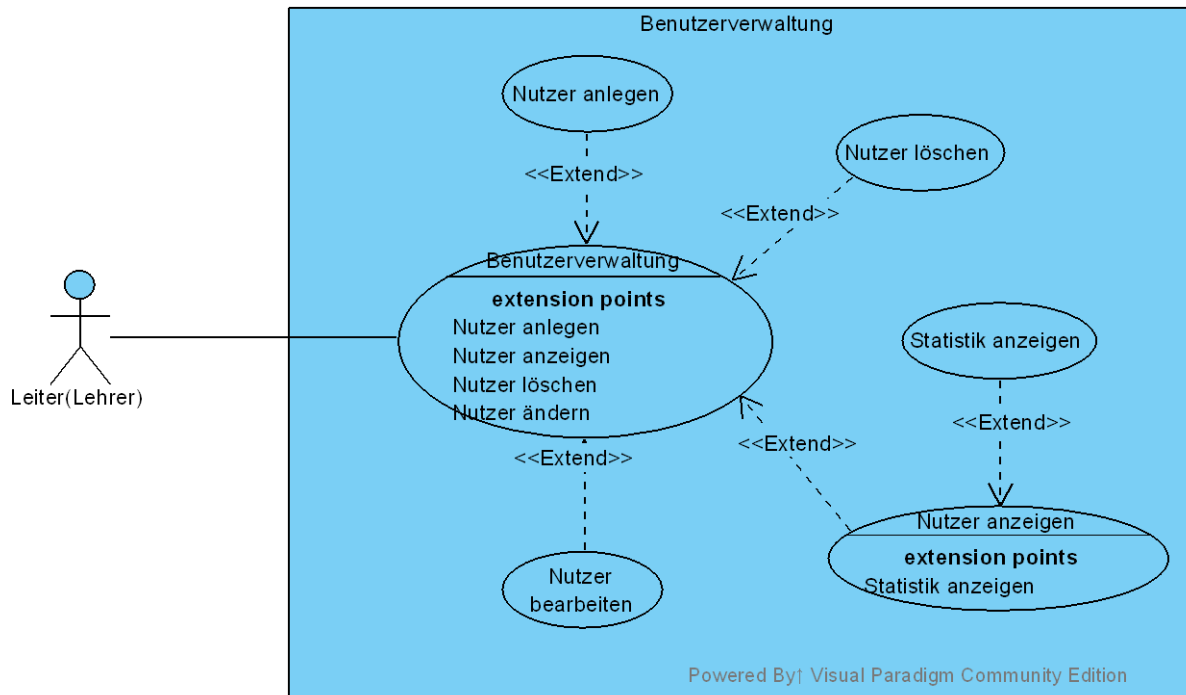 Benutzerverwaltung
Nutzer anlegen
<<Extend>>
Nutzer löschen
<<Extend>>
Benutzerverwaltung
extension points
Nutzer anlegen
Nutzer anzeigen
Nutzer löschen
Nutzer ändern
Leiter(Lehrer)
Statistik anzeigen
<<Extend>>
<<Extend>>
<<Extend>>
Nutzer anzeigen
extension points
Statistik anzeigen
Nutzer
bearbeiten
Powered By↑ Visual Paradigm Community Edition